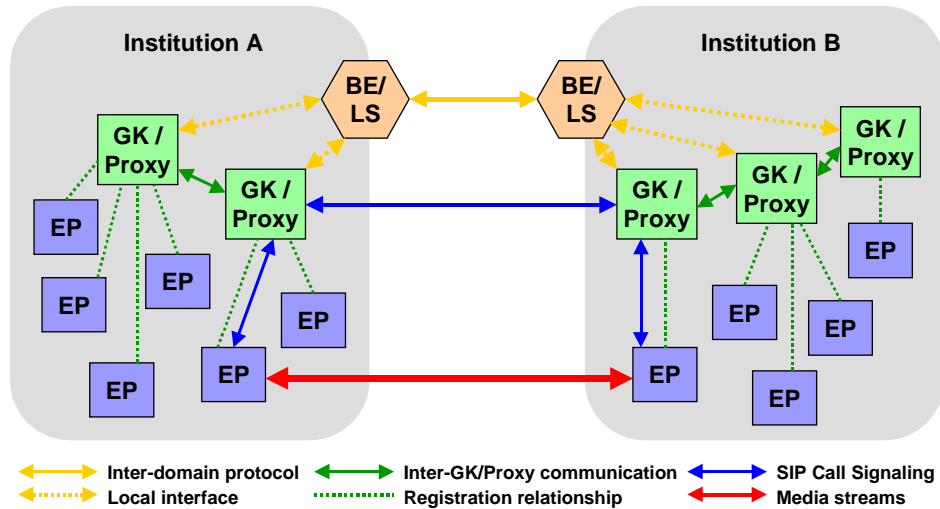 Institution A
Institution B
BE/
LS
BE/
LS
GK /
Proxy
GK /
Proxy
GK /
Proxy
GK /
Proxy
GK /
Proxy
EP
EP
EP
EP
EP
EP
EP
EP
EP
EP
EP
Inter-domain protocol
Inter-GK/Proxy communication
SIP Call Signaling
Local interface
Registration relationship
Media streams